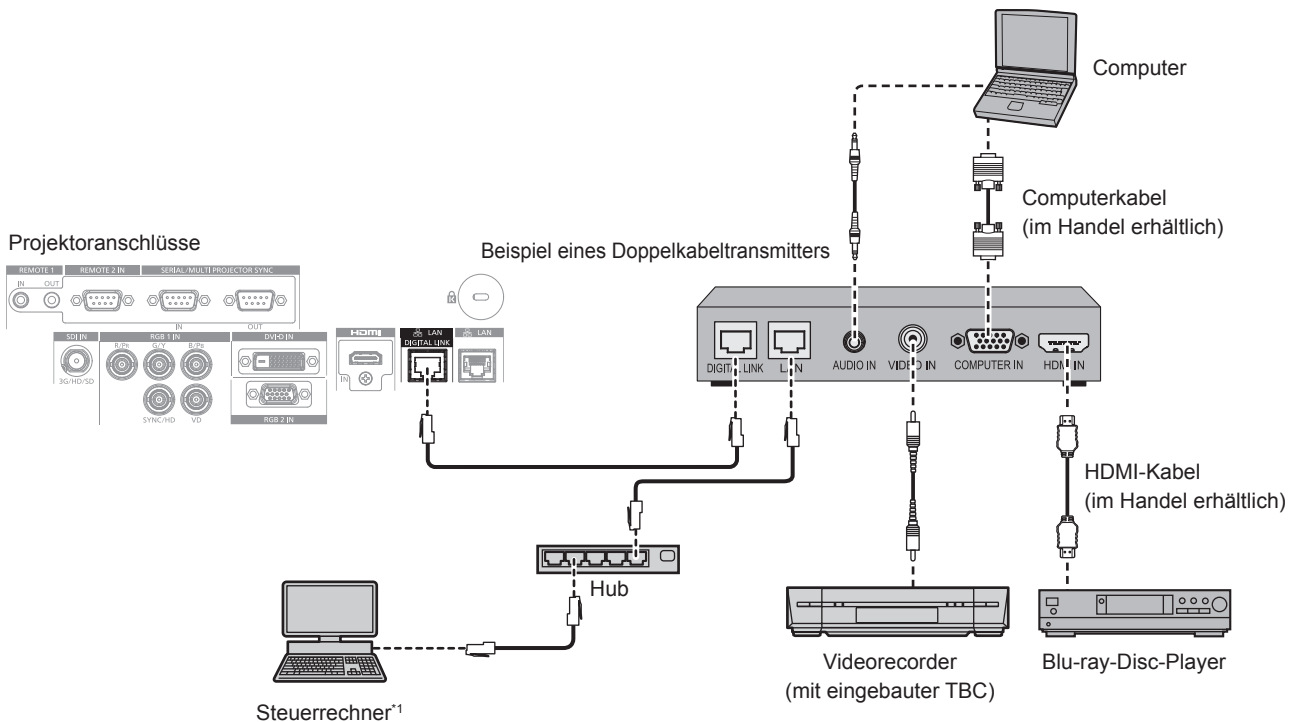 Computer
Computerkabel
(im Handel erhältlich)
Projektoranschlüsse
Beispiel eines Doppelkabeltransmitters
REMOTE 1 REMOTE 2 IN SERIAL/MULTI PROJECTOR SYNC
IN OUT
IN OUT
SDI IN RGB 1 IN DVI-D IN HDMI LAN LAN
R/PR G/Y B/PB DIGITAL LINK
3G/HD/SD
IN
SYNC/HD VD RGB 2 IN
DIGITAL LINK LAN AUDIO IN VIDEO IN COMPUTER IN HDMI IN
HDMI-Kabel
(im Handel erhältlich)
Hub
Videorecorder
(mit eingebauter TBC)
Blu-ray-Disc-Player
Steuerrechner*1